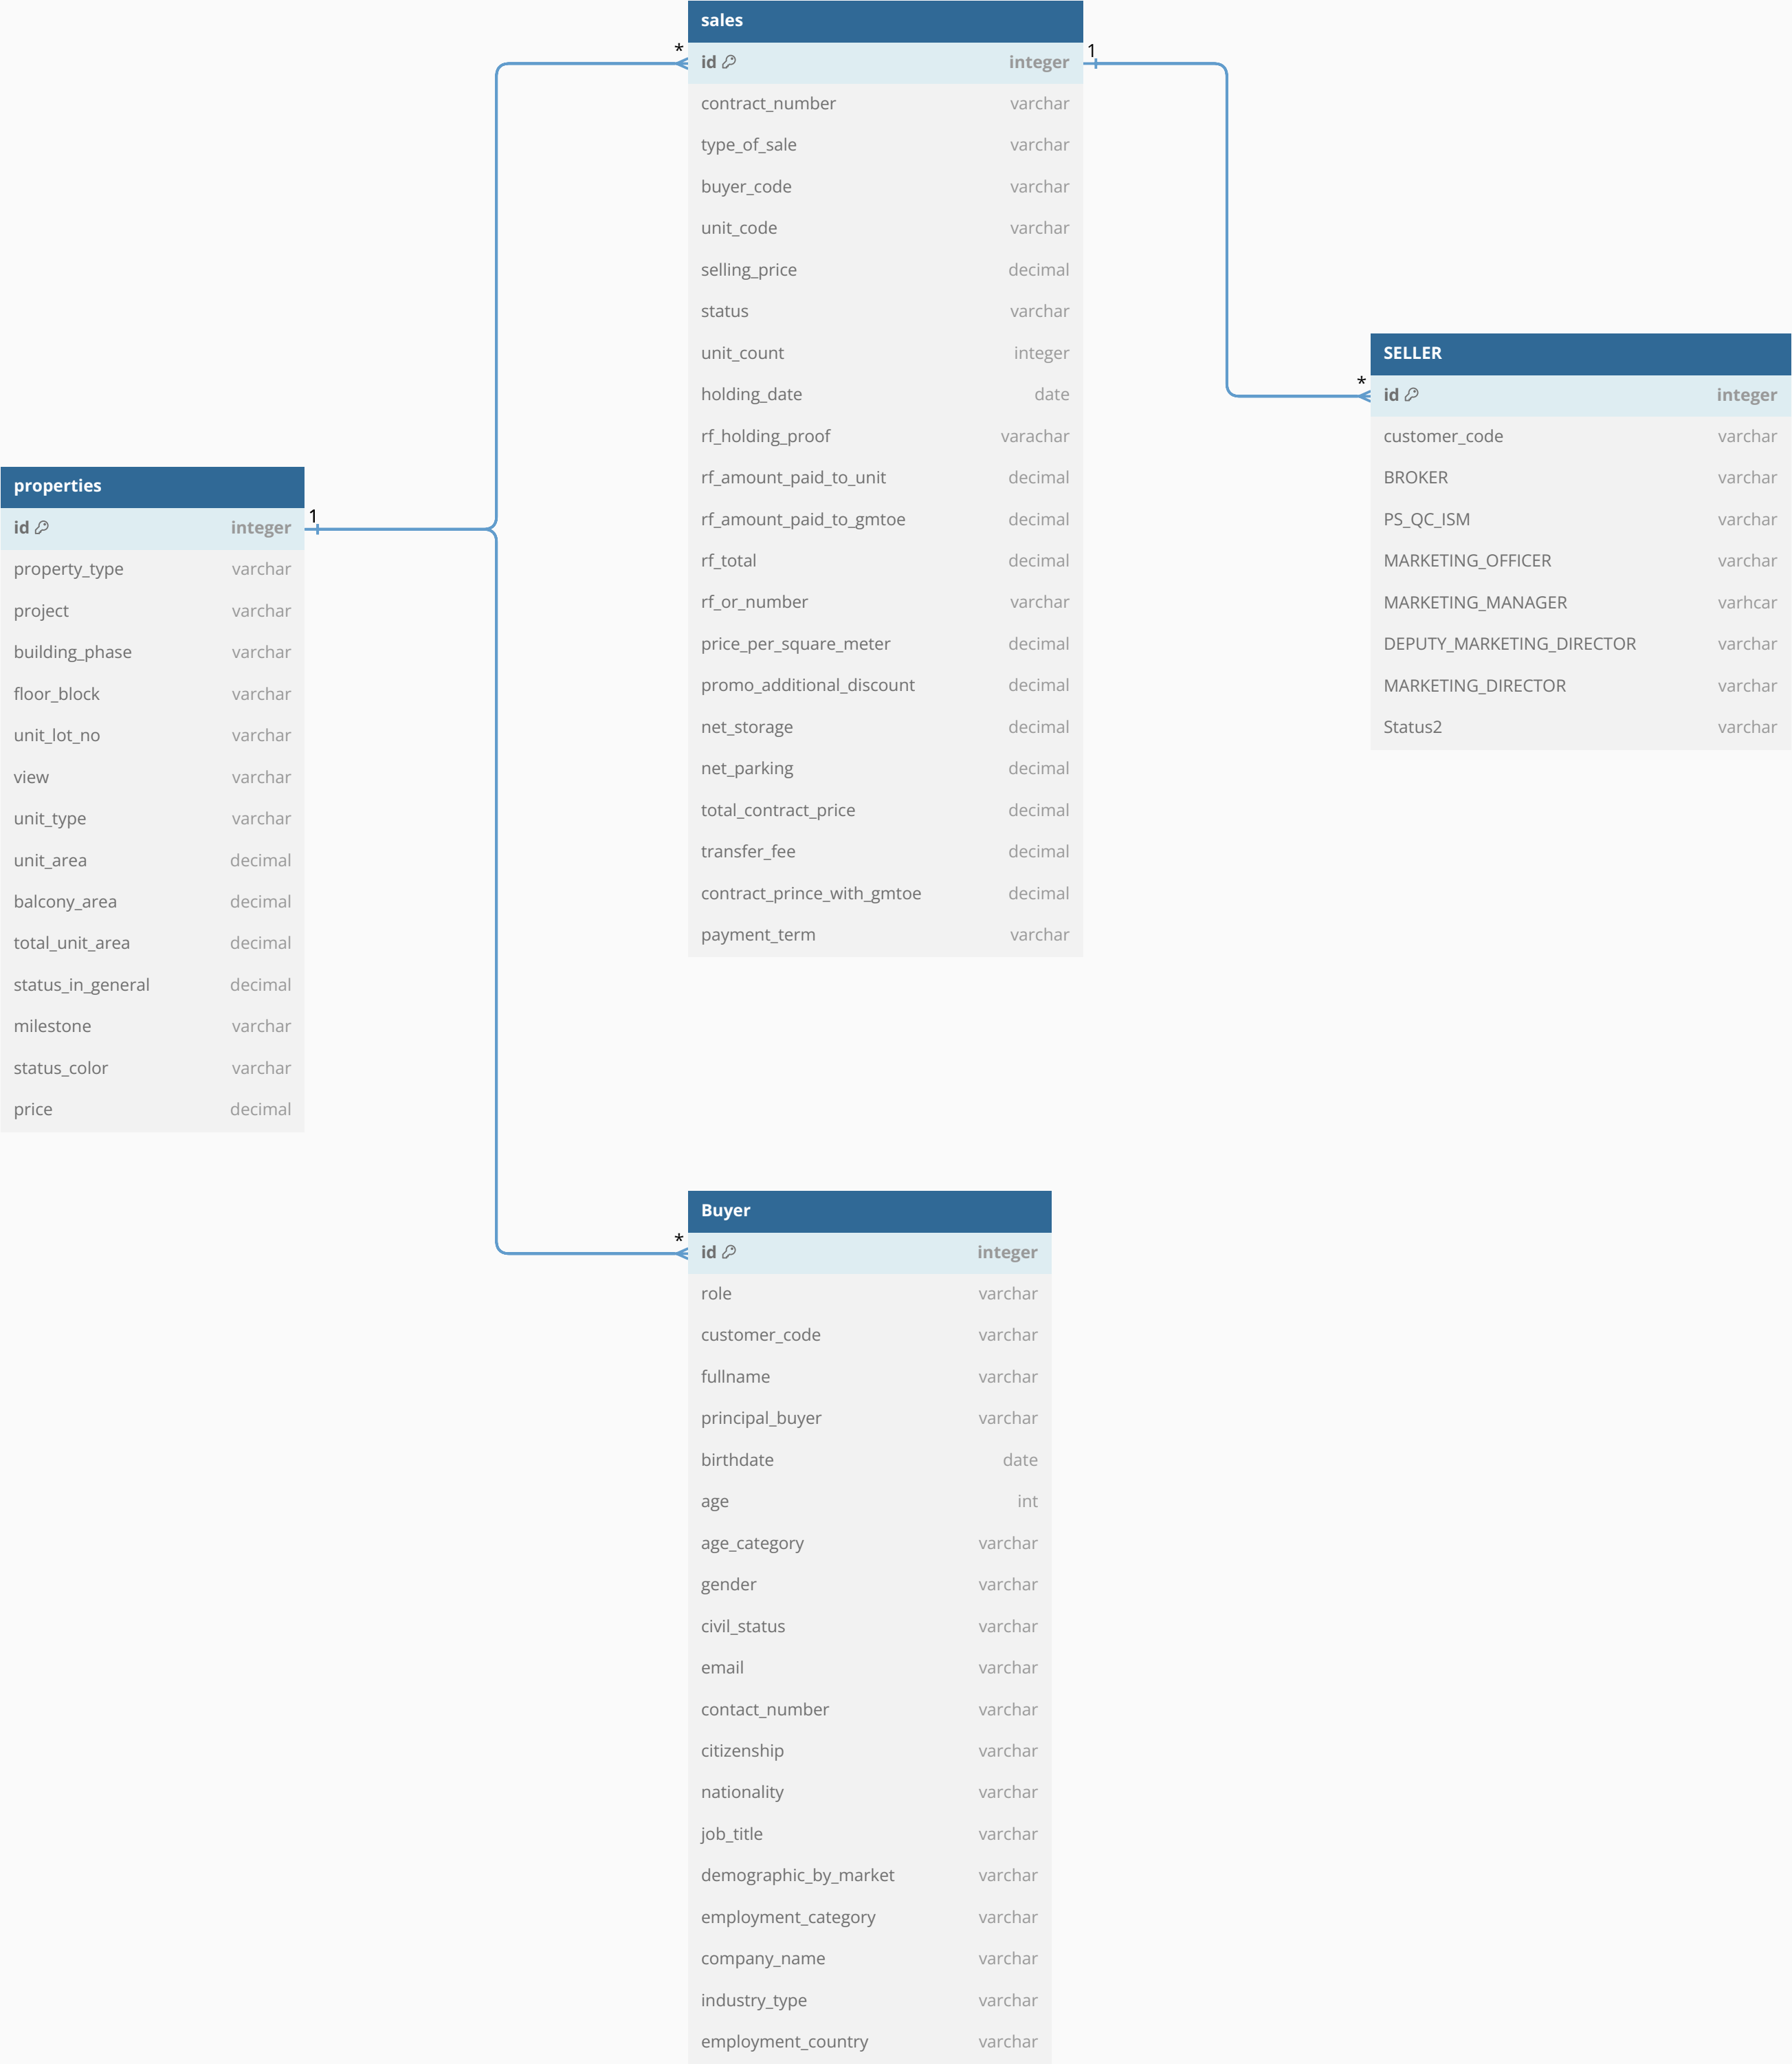 sales
* id integer 1
contract_number varchar
type_of_sale varchar
buyer_code varchar
unit_code varchar
selling_price decimal
status varchar
unit_count integer
holding_date date
rf_holding_proof varachar
rf_amount_paid_to_unit decimal
rf_amount_paid_to_gmtoe decimal
rf_total decimal
rf_or_number varchar
price_per_square_meter decimal
promo_additional_discount decimal
net_storage decimal
net_parking decimal
total_contract_price decimal
transfer_fee decimal
contract_prince_with_gmtoe decimal
payment_term varchar
SELLER
* id integer
customer_code varchar
BROKER varchar
PS_QC_ISM varchar
MARKETING_OFFICER varchar
MARKETING_MANAGER varhcar
DEPUTY_MARKETING_DIRECTOR varchar
MARKETING_DIRECTOR varchar
Status2 varchar
properties
id integer 1
property_type varchar
project varchar
building_phase varchar
floor_block varchar
unit_lot_no varchar
view varchar
unit_type varchar
unit_area decimal
balcony_area decimal
total_unit_area decimal
status_in_general decimal
milestone varchar
status_color varchar
price decimal
Buyer
* id integer
role varchar
customer_code varchar
fullname varchar
principal_buyer varchar
birthdate date
age int
age_category varchar
gender varchar
civil_status varchar
email varchar
contact_number varchar
citizenship varchar
nationality varchar
job_title varchar
demographic_by_market varchar
employment_category varchar
company_name varchar
industry_type varchar
employment_country varchar